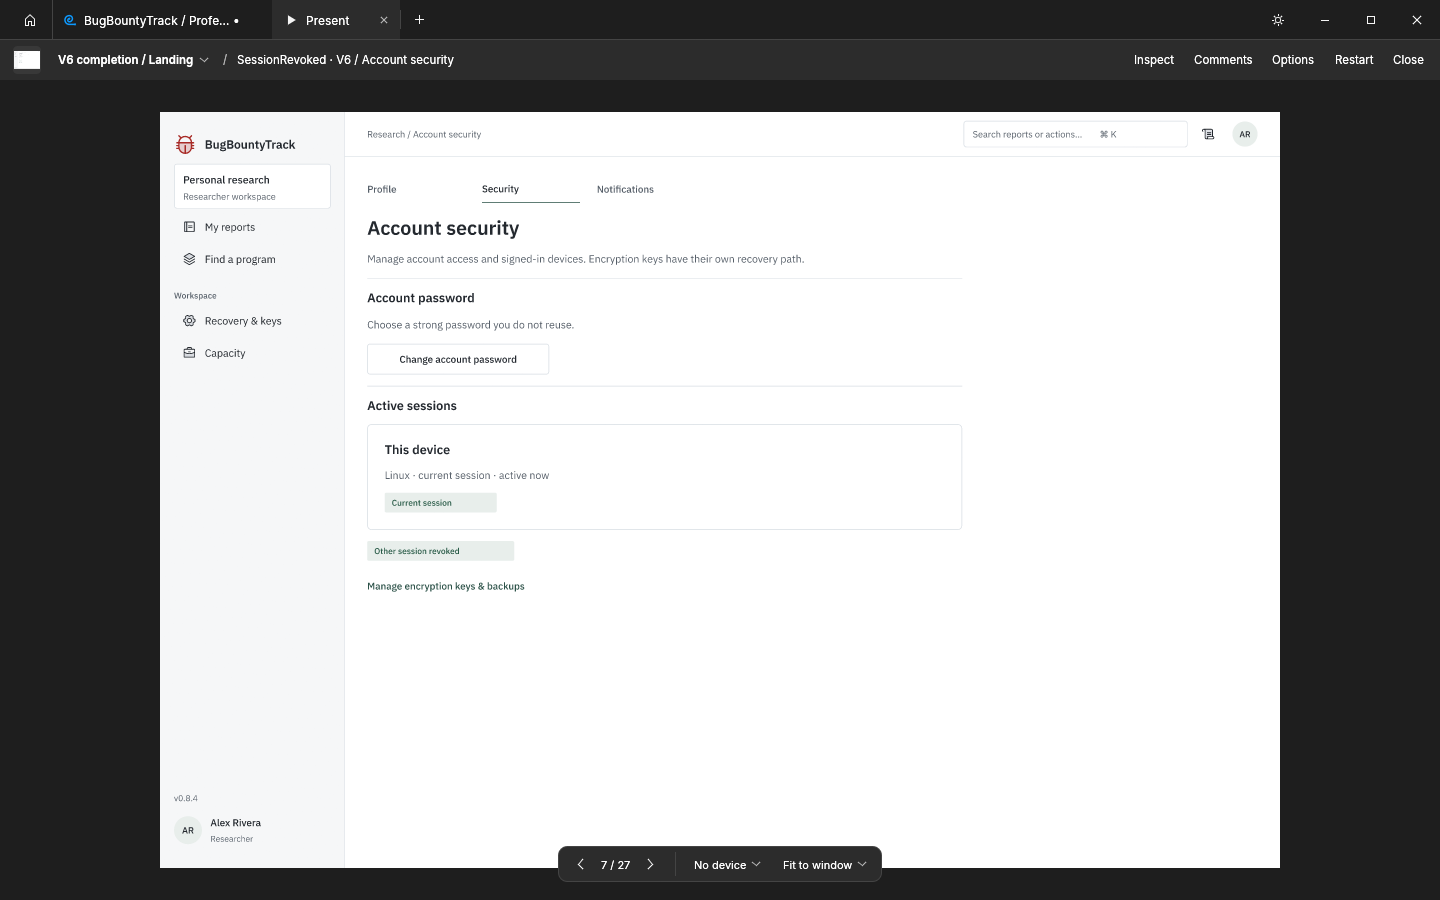 BugBountyTrack / Profe... •
Present
V6 completion / Landing / SessionRevoked · V6 / Account security
Inspect
Comments
Options
Restart
Close
BugBountyTrack
Personal research
Researcher workspace
My reports
Find a program
Workspace
Recovery & keys
Capacity
v0.8.4
AR
Alex Rivera
Researcher
Research / Account security
Search reports or actions... ⌘ K
AR
Profile
Security
Notifications
Account security
Manage account access and signed-in devices. Encryption keys have their own recovery path.
Account password
Choose a strong password you do not reuse.
Change account password
Active sessions
This device
Linux · current session · active now
Current session
Other session revoked
Manage encryption keys & backups
7 / 27
No device
Fit to window